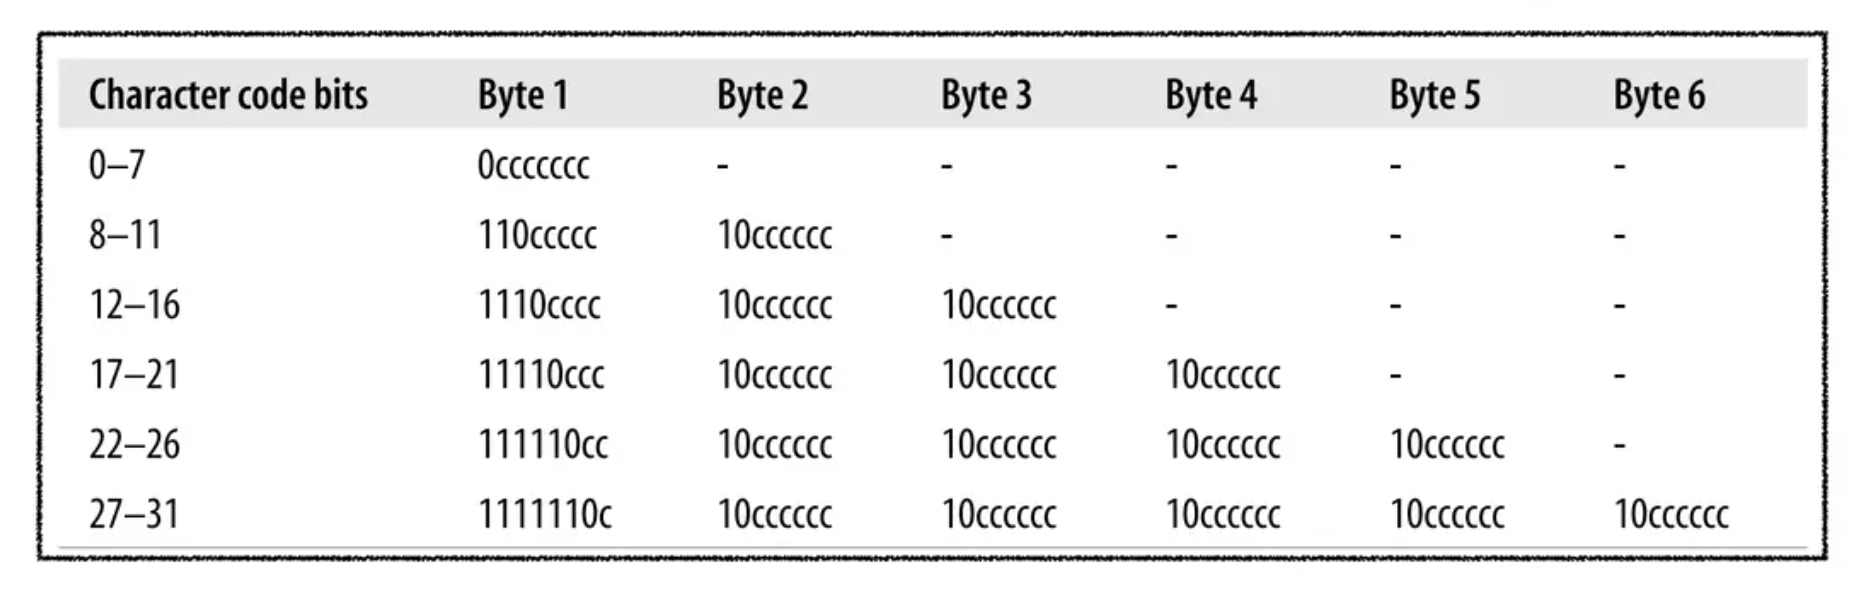 Character code bits Byte 1 Byte 2 Byte 3 Byte 4 Byte 5 Byte 6
0–7 0ccccccc - - - - -
8–11 110ccccc 10cccccc - - - -
12–16 1110cccc 10cccccc 10cccccc - - -
17–21 11110ccc 10cccccc 10cccccc 10cccccc - -
22–26 111110cc 10cccccc 10cccccc 10cccccc 10cccccc -
27–31 1111110c 10cccccc 10cccccc 10cccccc 10cccccc 10cccccc